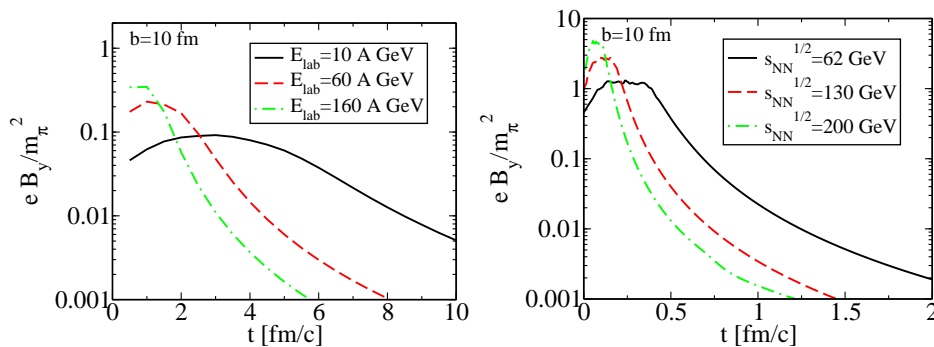 b=10 fm
E_lab=10 A GeV
E_lab=60 A GeV
E_lab=160 A GeV
1
0.1
0.01
0.001
e B_y/m_π^2
0 2 4 6 8 10
t [fm/c]
b=10 fm
s_NN^1/2=62 GeV
s_NN^1/2=130 GeV
s_NN^1/2=200 GeV
10
1
0.1
0.01
0.001
e B_y/m_π^2
0 0.5 1 1.5 2
t [fm/c]